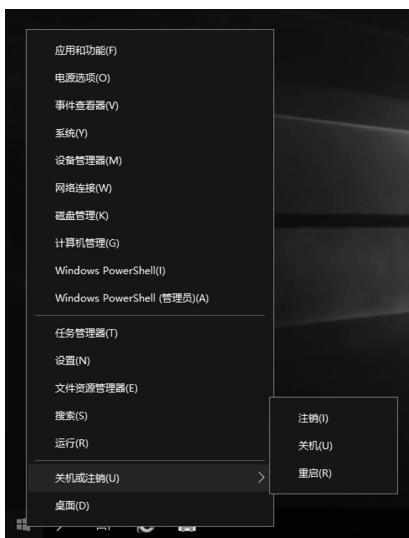 应用和功能(F)
电源选项(O)
事件查看器(V)
系统(Y)
设备管理器(M)
网络连接(W)
磁盘管理(K)
计算机管理(G)
Windows PowerShell(I)
Windows PowerShell (管理员)(A)
任务管理器(T)
设置(N)
文件资源管理器(E)
搜索(S)
运行(R)
关机或注销(U)
桌面(D)
注销(I)
关机(U)
重启(R)